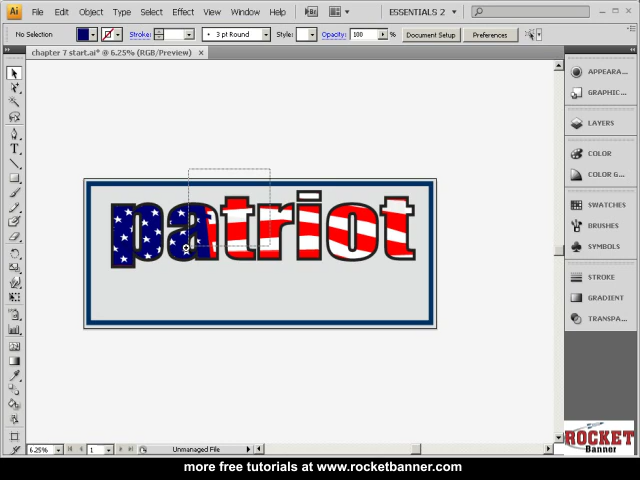 Ai File Edit Object Type Select Effect View Window Help Br ESSENTIALS 2
No Selection Stroke: 3 pt Round Style: Opacity: 100 % Document Setup Preferences
chapter 7 start.ai* @ 6.25% (RGB/Preview) ×
APPEARA...
GRAPHIC...
LAYERS
COLOR
COLOR G...
SWATCHES
BRUSHES
SYMBOLS
STROKE
GRADIENT
TRANSPA...
patriot
6.25% 1 Unmanaged File
ROCKET
Banner
more free tutorials at www.rocketbanner.com